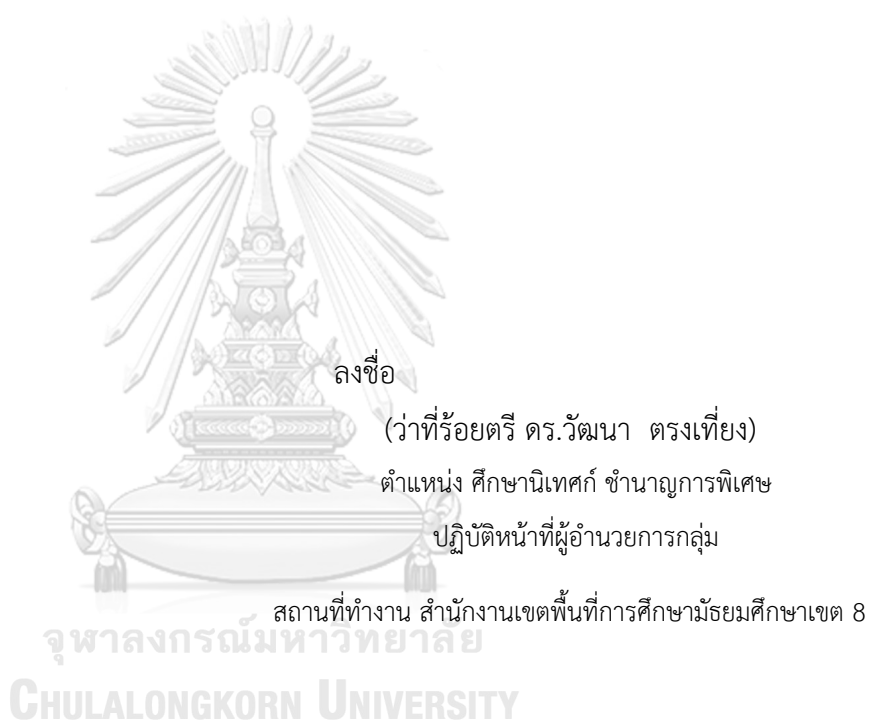 ลงชื่อ
(ว่าที่ร้อยตรี ดร.วัฒนา ตรงเที่ยง)
ตำแหน่ง ศึกษานิเทศก์ ชำนาญการพิเศษ
ปฏิบัติหน้าที่ผู้อำนวยการกลุ่ม
สถานที่ทำงาน สำนักงานเขตพื้นที่การศึกษามัธยมศึกษาเขต 8
จุฬาลงกรณ์มหาวิทยาลัย
CHULALONGKORN UNIVERSITY